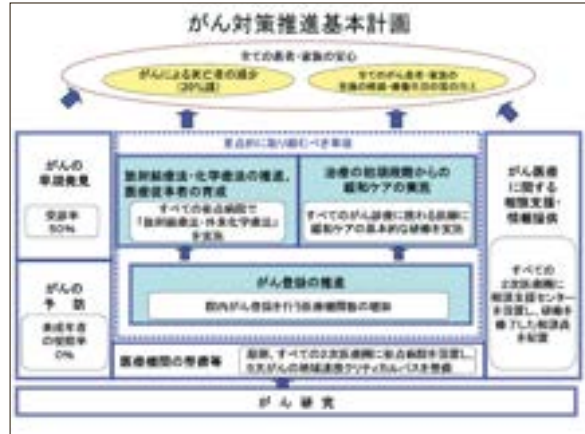 がん対策推進基本計画
全ての患者・家族の安心
がんによる死亡者の減少
(20%減)
全てのがん患者・家族の
重点的に取り組むべき事項
がんの
早期発見
受診率
50%
放射線療法・化学療法の推進、
医療従事者の育成
すべての拠点病院で
「放射線療法・外来化学療法」
を実施
治療の初期段階からの
緩和ケアの実施
すべてのがん診療に携わる医師に
緩和ケアの基本的な研修を実施
がん医療
に関する
相談支援・
情報提供
すべての
2次医療圏に
相談支援センター
を設置し、研修を
修了した相談員
を配置
がんの
予防
未成年者
の喫煙率
0%
がん登録の推進
院内がん登録を行う医療機関数の増加
医療機関の整備等
原則、すべての2次医療圏に拠点病院を設置し、
5大がんの地域連携クリティカルパスを整備
がん研究